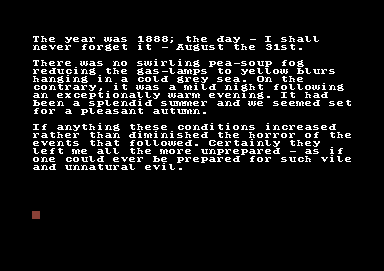 The year was 1888; the day - I shall
never forget it - August the 31st.
There was no swirling pea-soup fog
reducing the gas-lamps to yellow blurs
hanging in a cold grey sea. On the
contrary, it was a mild night following
an exceptionally warm evening. It had
been a splendid summer and we seemed set
for a pleasant autumn.
If anything these conditions increased
rather than diminished the horror of the
events that followed. Certainly they
left me all the more unprepared - as if
one could ever be prepared for such vile
and unnatural evil.